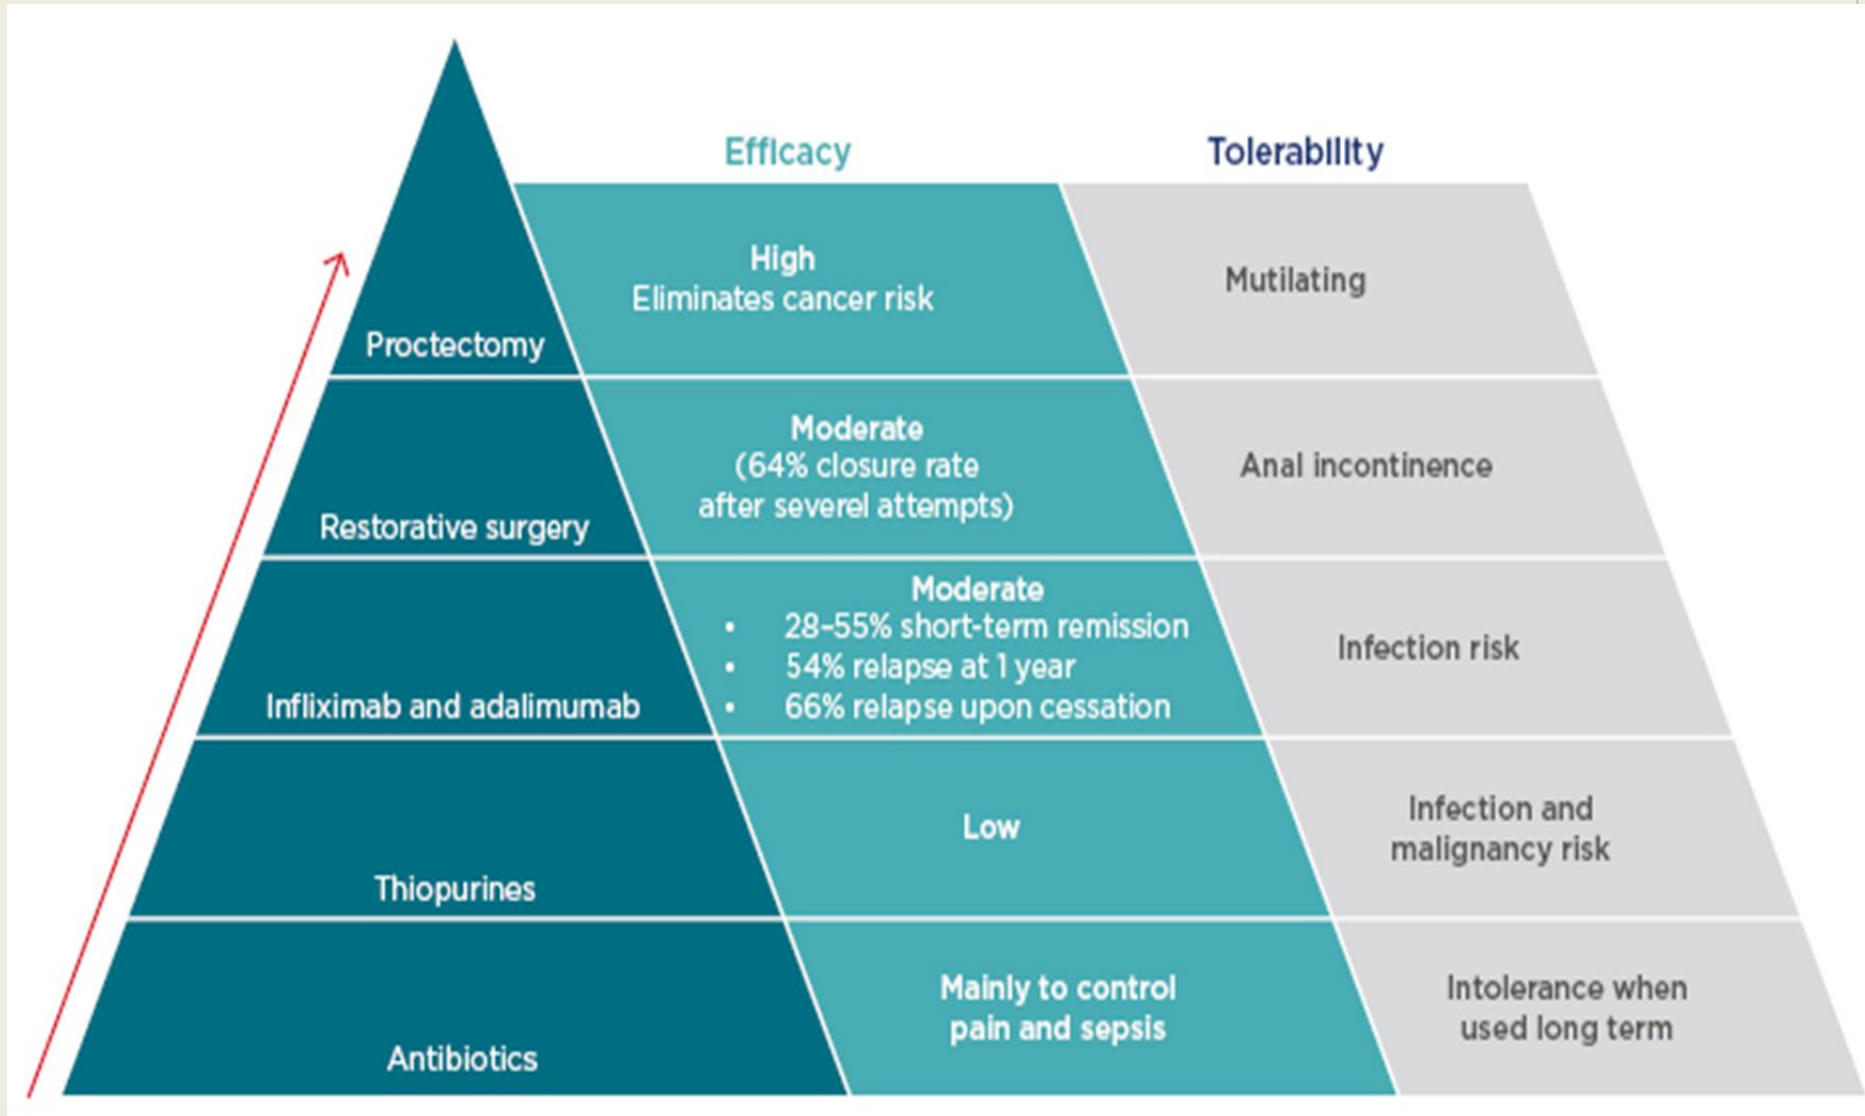 Efficacy
Tolerability
High
Eliminates cancer risk
Mutilating
Proctectomy
Moderate
(64% closure rate
after severel attempts)
Anal incontinence
Restorative surgery
Moderate
• 28–55% short-term remission
• 54% relapse at 1 year
• 66% relapse upon cessation
Infection risk
Infliximab and adalimumab
Low
Infection and
malignancy risk
Thiopurines
Mainly to control
pain and sepsis
Intolerance when
used long term
Antibiotics